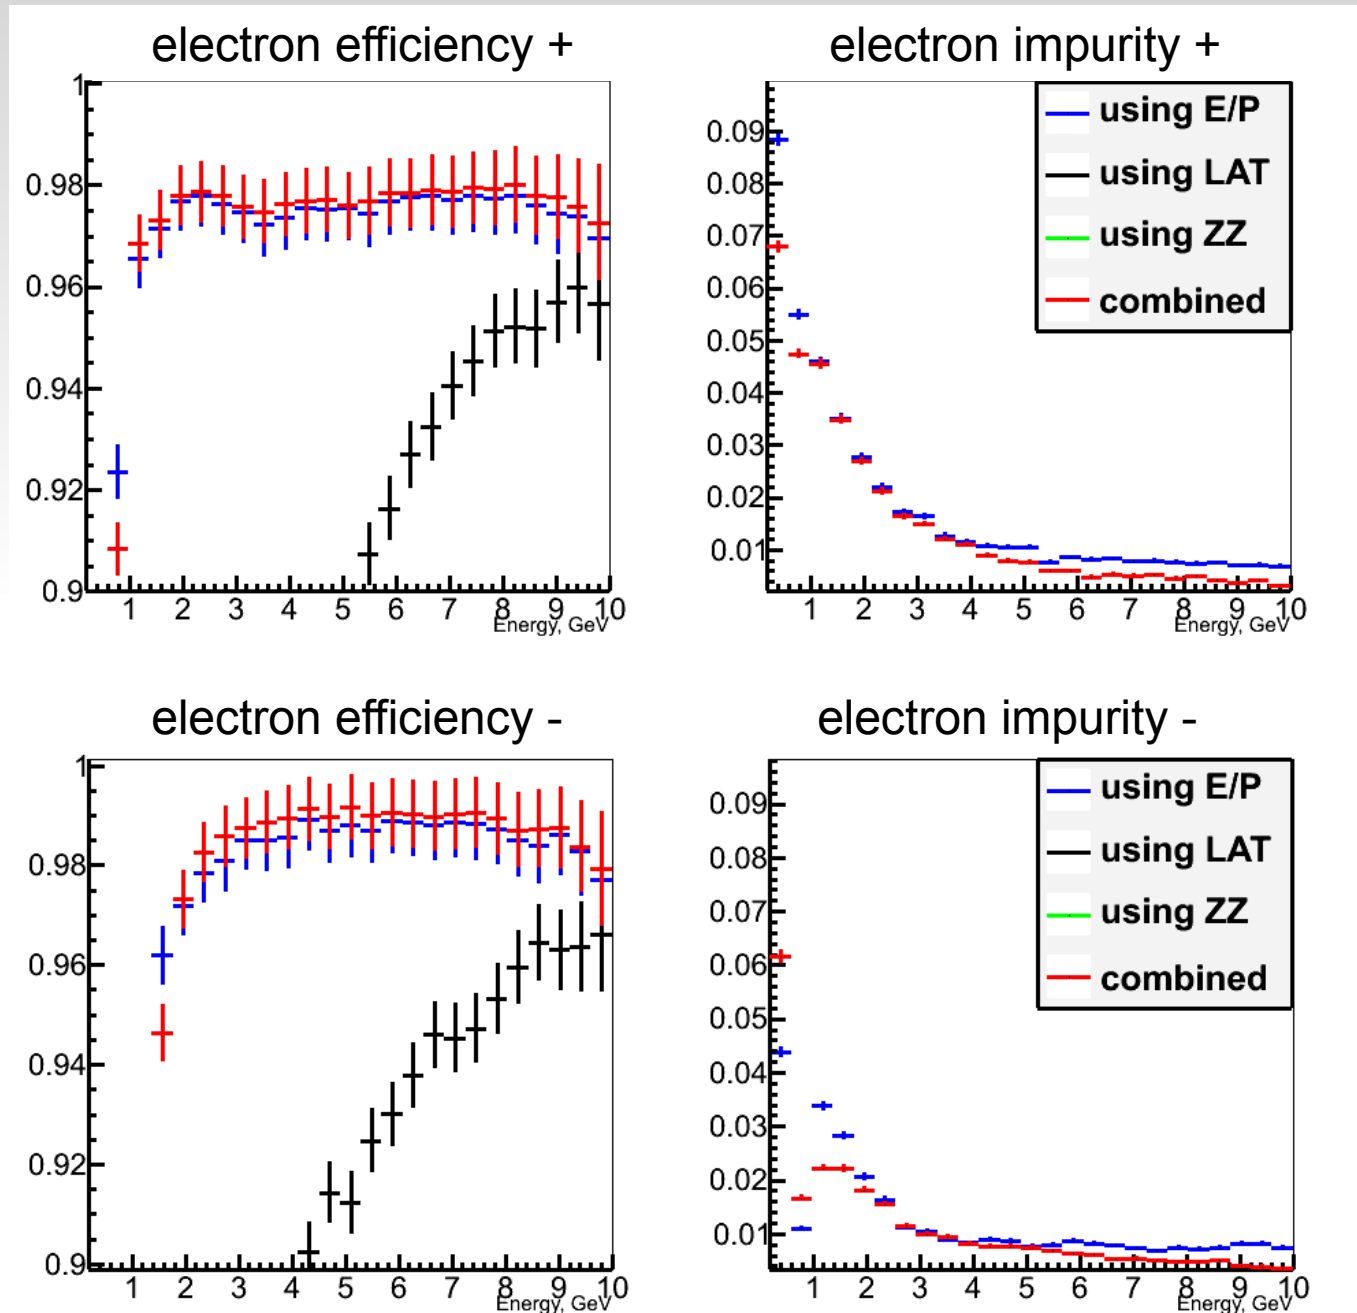 electron efficiency +
electron impurity +
1
0.98
0.96
0.94
0.92
0.9
1 2 3 4 5 6 7 8 9 10
Energy, GeV
0.09
0.08
0.07
0.06
0.05
0.04
0.03
0.02
0.01
1 2 3 4 5 6 7 8 9 10
Energy, GeV
using E/P
using LAT
using ZZ
combined
electron efficiency -
electron impurity -
1
0.98
0.96
0.94
0.92
0.9
1 2 3 4 5 6 7 8 9 10
Energy, GeV
0.09
0.08
0.07
0.06
0.05
0.04
0.03
0.02
0.01
1 2 3 4 5 6 7 8 9 10
Energy, GeV
using E/P
using LAT
using ZZ
combined